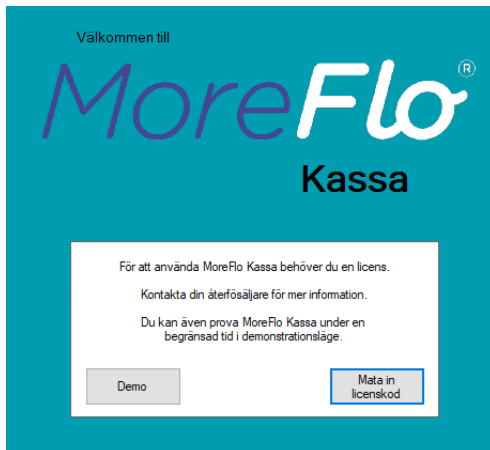 Välkommen till
MoreFlo®
Kassa
För att använda MoreFlo Kassa behöver du en licens.
Kontakta din återfösäljare för mer information.
Du kan även prova MoreFlo Kassa under en
begränsad tid i demonstrationsläge.
Demo
Mata in
licenskod